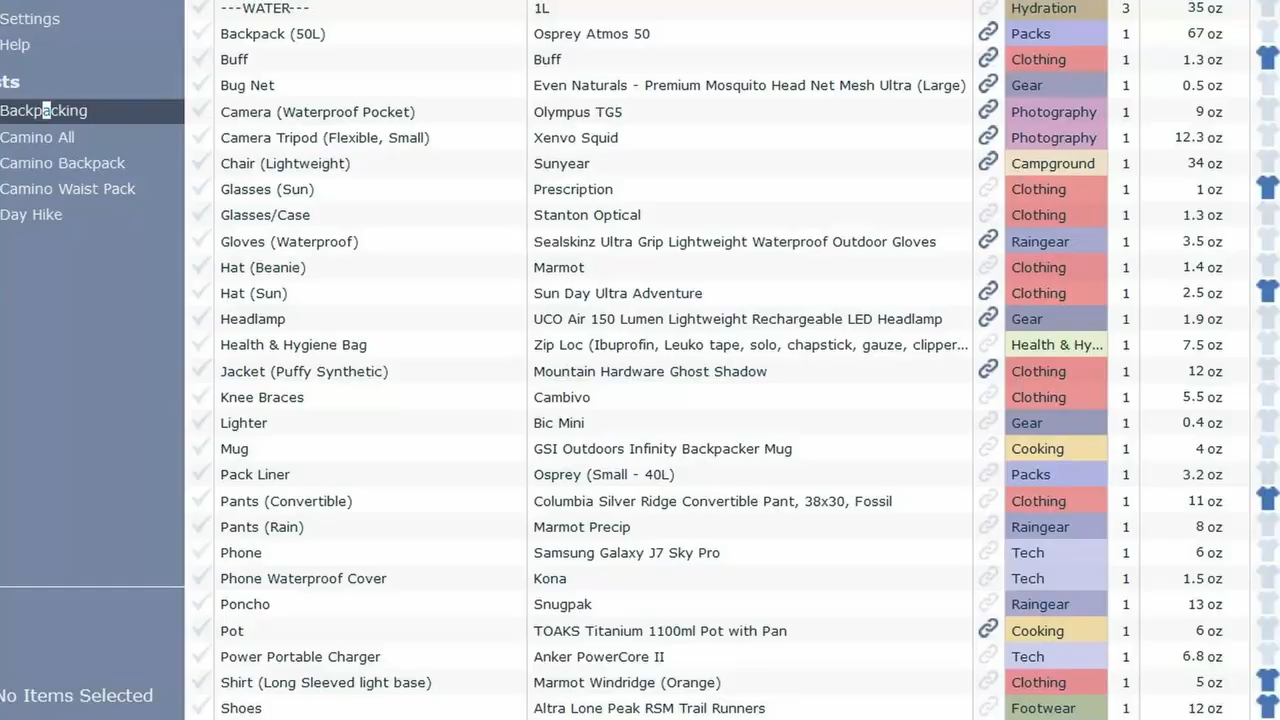 ---WATER--- 1L Hydration 3 35 oz
Settings
Backpack (50L) Osprey Atmos 50 Packs 1 67 oz
Help
Buff Buff Clothing 1 1.3 oz
sts
Bug Net Even Naturals - Premium Mosquito Head Net Mesh Ultra (Large) Gear 1 0.5 oz
Backpacking
Camera (Waterproof Pocket) Olympus TG5 Photography 1 9 oz
Camino All
Camera Tripod (Flexible, Small) Xenvo Squid Photography 1 12.3 oz
Camino Backpack
Chair (Lightweight) Sunyear Campground 1 34 oz
Camino Waist Pack
Glasses (Sun) Prescription Clothing 1 1 oz
Day Hike
Glasses/Case Stanton Optical Clothing 1 1.3 oz
Gloves (Waterproof) Sealskinz Ultra Grip Lightweight Waterproof Outdoor Gloves Raingear 1 3.5 oz
Hat (Beanie) Marmot Clothing 1 1.4 oz
Hat (Sun) Sun Day Ultra Adventure Clothing 1 2.5 oz
Headlamp UCO Air 150 Lumen Lightweight Rechargeable LED Headlamp Gear 1 1.9 oz
Health & Hygiene Bag Zip Loc (Ibuprofin, Leuko tape, solo, chapstick, gauze, clipper... Health & Hy... 1 7.5 oz
Jacket (Puffy Synthetic) Mountain Hardware Ghost Shadow Clothing 1 12 oz
Knee Braces Cambivo Clothing 1 5.5 oz
Lighter Bic Mini Gear 1 0.4 oz
Mug GSI Outdoors Infinity Backpacker Mug Cooking 1 4 oz
Pack Liner Osprey (Small - 40L) Packs 1 3.2 oz
Pants (Convertible) Columbia Silver Ridge Convertible Pant, 38x30, Fossil Clothing 1 11 oz
Pants (Rain) Marmot Precip Raingear 1 8 oz
Phone Samsung Galaxy J7 Sky Pro Tech 1 6 oz
Phone Waterproof Cover Kona Tech 1 1.5 oz
Poncho Snugpak Raingear 1 13 oz
Pot TOAKS Titanium 1100ml Pot with Pan Cooking 1 6 oz
Power Portable Charger Anker PowerCore II Tech 1 6.8 oz
Shirt (Long Sleeved light base) Marmot Windridge (Orange) Clothing 1 5 oz
No Items Selected
Shoes Altra Lone Peak RSM Trail Runners Footwear 1 12 oz